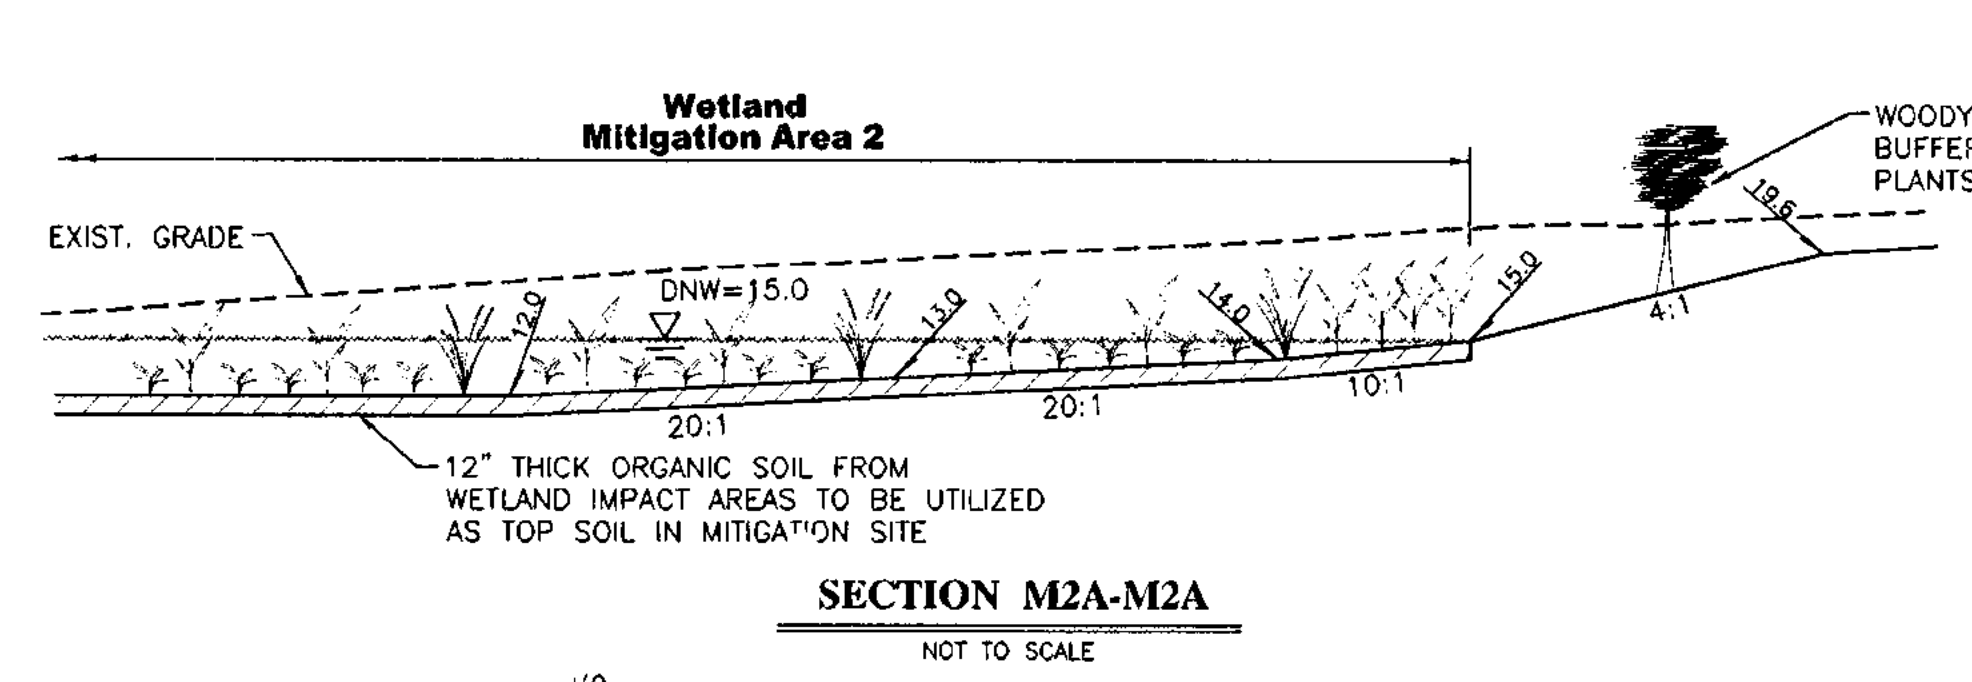 Wetland
Mitigation Area 2
WOODY
BUFFER
PLANTS
19.6
EXIST. GRADE
DNW=15.0
12.0
13.0
14.0
15.0
4:1
10:1
20:1
20:1
12" THICK ORGANIC SOIL FROM
WETLAND IMPACT AREAS TO BE UTILIZED
AS TOP SOIL IN MITIGATION SITE
SECTION M2A-M2A
NOT TO SCALE